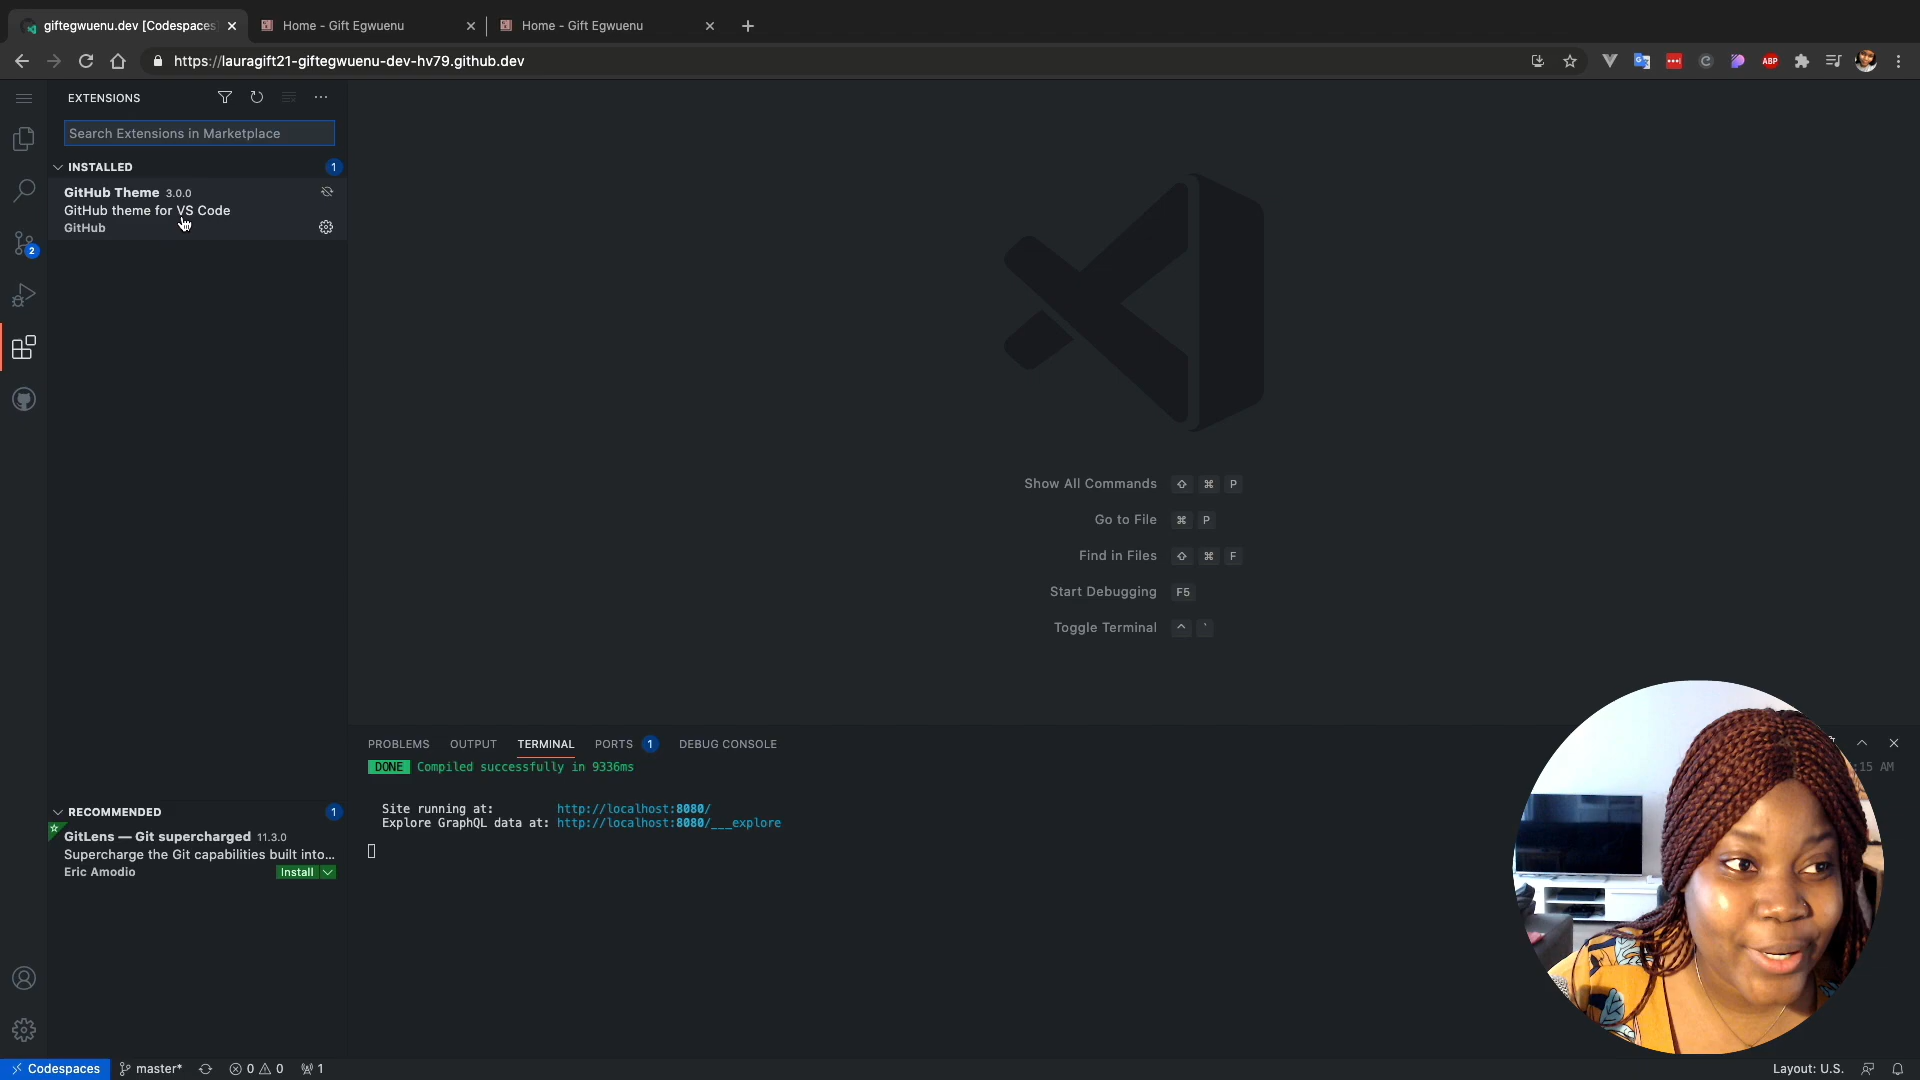 giftegwuenu.dev [Codespaces
Home - Gift Egwuenu
Home - Gift Egwuenu
https://lauragift21-giftegwuenu-dev-hv79.github.dev
ABP
EXTENSIONS
Search Extensions in Marketplace
INSTALLED 1
GitHub Theme 3.0.0
GitHub theme for VS Code
GitHub
2
Show All Commands ⇧ ⌘ P
Go to File ⌘ P
Find in Files ⇧ ⌘ F
Start Debugging F5
Toggle Terminal ^ `
PROBLEMS OUTPUT TERMINAL PORTS 1 DEBUG CONSOLE
DONE Compiled successfully in 9336ms
:15 AM
Site running at: http://localhost:8080/
Explore GraphQL data at: http://localhost:8080/___explore
RECOMMENDED 1
GitLens — Git supercharged 11.3.0
Supercharge the Git capabilities built into...
Eric Amodio Install
Codespaces master* 0 0 1 Layout: U.S.